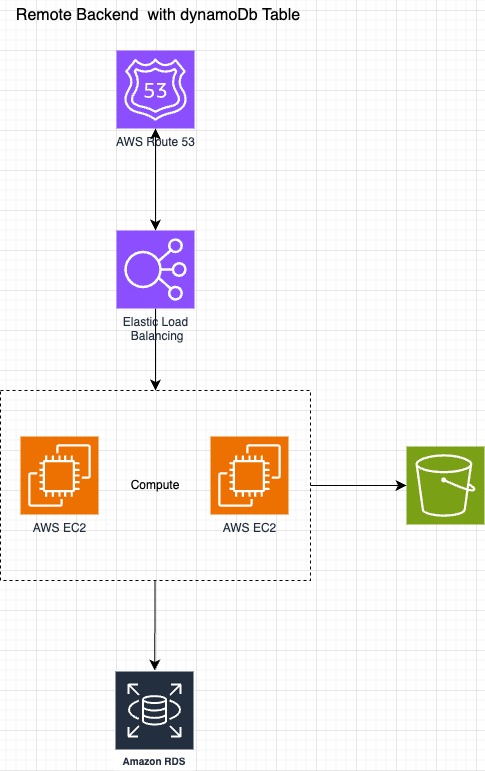 Remote Backend with dynamoDb Table
53
AWS Route 53
Elastic Load
Balancing
Compute
AWS EC2
AWS EC2
Amazon RDS